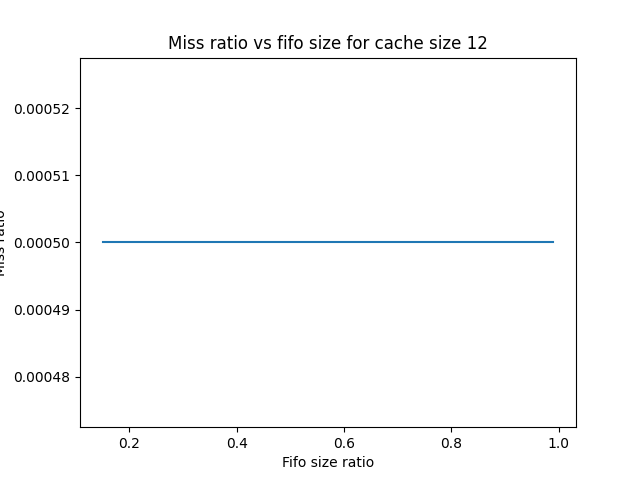 Miss ratio vs fifo size for cache size 12
0.00052
0.00051
0.00050
0.00049
0.00048
Miss ratio
0.2 0.4 0.6 0.8 1.0
Fifo size ratio